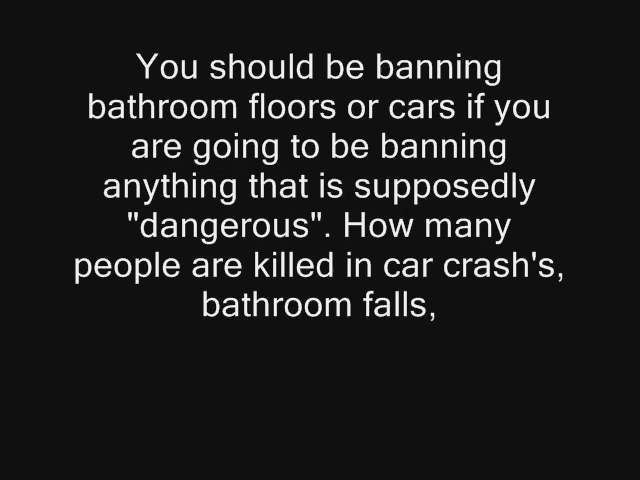 You should be banning
bathroom floors or cars if you
are going to be banning
anything that is supposedly
"dangerous". How many
people are killed in car crash's,
bathroom falls,